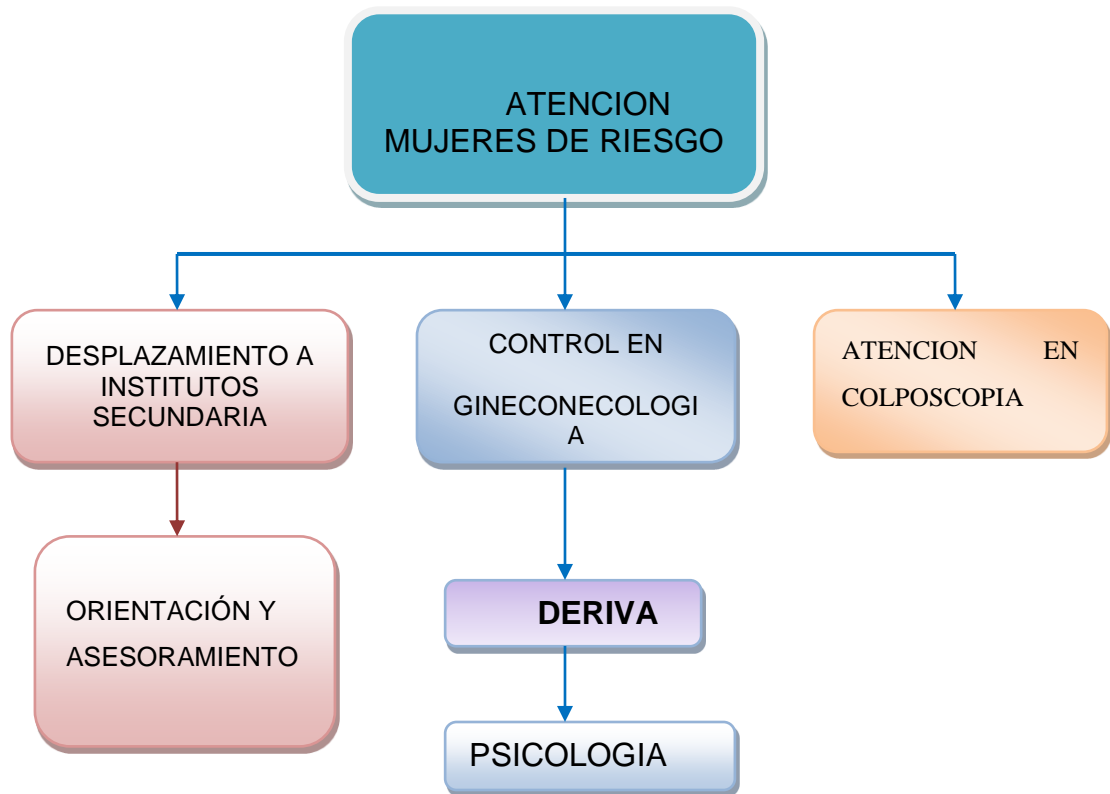 ATENCION
MUJERES DE RIESGO
DESPLAZAMIENTO A
INSTITUTOS
SECUNDARIA
CONTROL EN
GINECONECOLOGI
A
ATENCION EN
COLPOSCOPIA
ORIENTACIÓN Y
ASESORAMIENTO
DERIVA
PSICOLOGIA